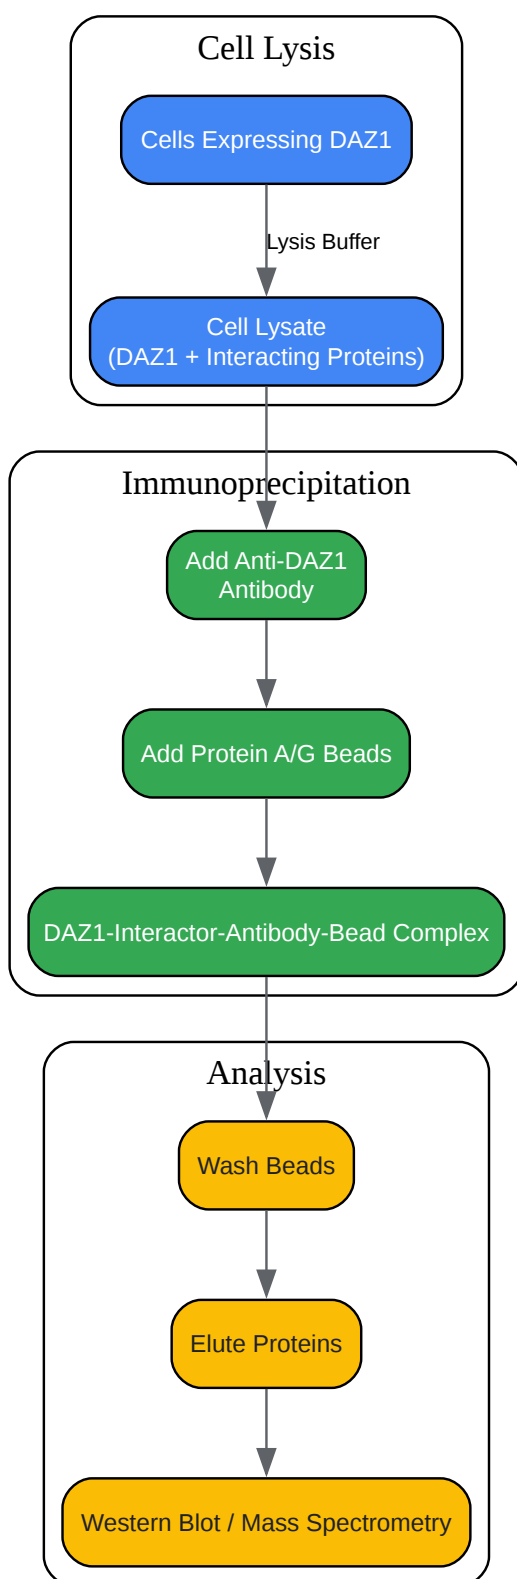 Cell Lysis
Cells Expressing DAZ1
Lysis Buffer
Cell Lysate
(DAZ1 + Interacting Proteins)
Immunoprecipitation
Add Anti-DAZ1
Antibody
Add Protein A/G Beads
DAZ1-Interactor-Antibody-Bead Complex
Analysis
Wash Beads
Elute Proteins
Western Blot / Mass Spectrometry